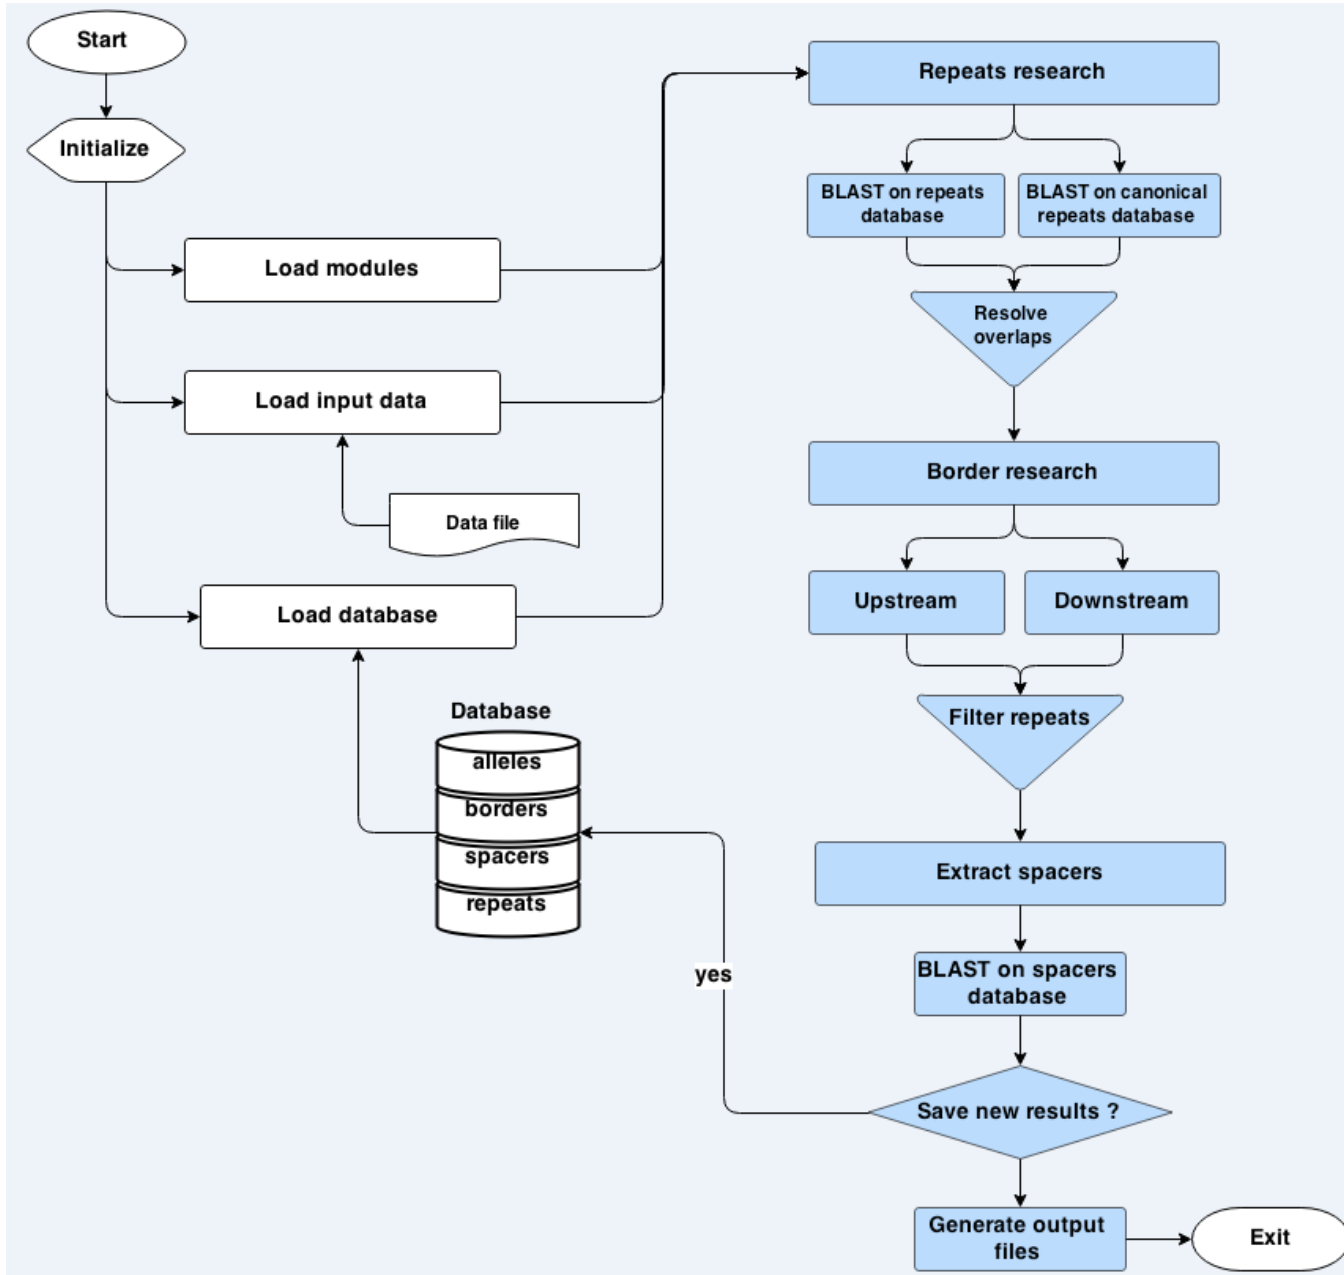 Start
Initialize
Load modules
Load input data
Data file
Load database
Database
alleles
borders
spacers
repeats
yes
Repeats research
BLAST on repeats
database
BLAST on canonical
repeats database
Resolve
overlaps
Border research
Upstream
Downstream
Filter repeats
Extract spacers
BLAST on spacers
database
Save new results ?
Generate output
files
Exit